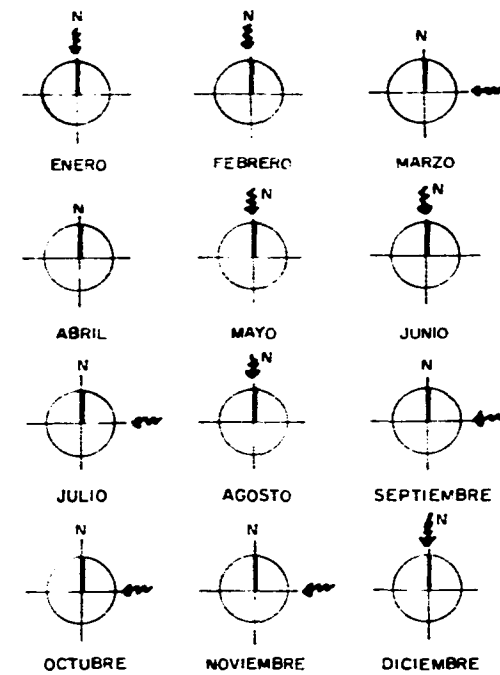 N N N
ENERO FEBRERO MARZO
N N N
ABRIL MAYO JUNIO
N N N
JULIO AGOSTO SEPTIEMBRE
N N N
OCTUBRE NOVIEMBRE DICIEMBRE